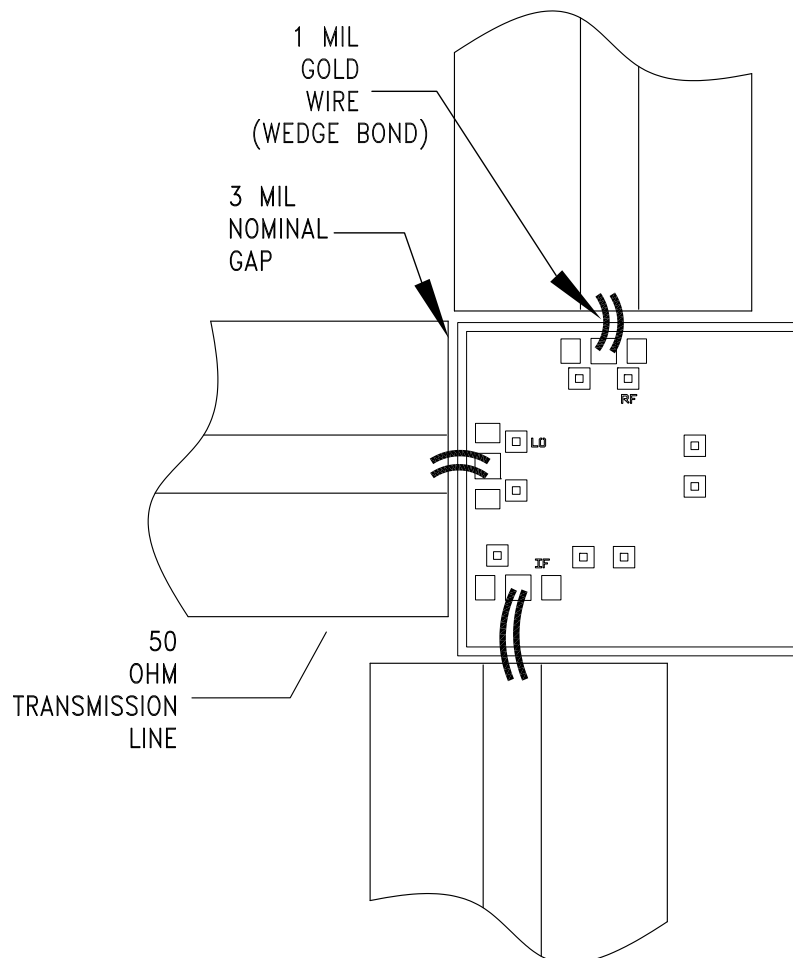 1 MIL
GOLD
WIRE
(WEDGE BOND)
3 MIL
NOMINAL
GAP
RF
LO
IF
50
OHM
TRANSMISSION
LINE